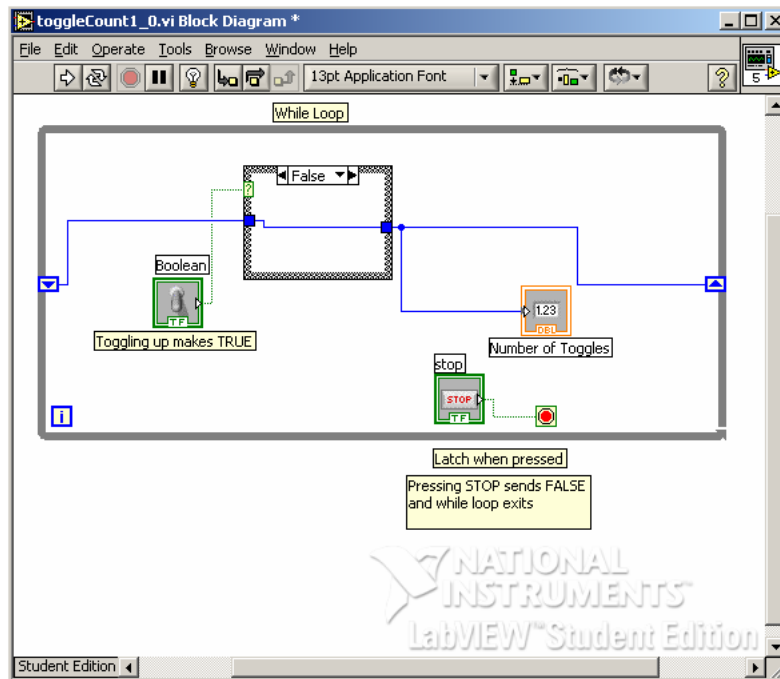 toggleCount1_0.vi Block Diagram *
File Edit Operate Tools Browse Window Help
13pt Application Font
?
5
While Loop
False
?
Boolean
TF
Toggling up makes TRUE
1.23
DBL
Number of Toggles
stop
STOP
TF
i
Latch when pressed
Pressing STOP sends FALSE
and while loop exits
NATIONAL
INSTRUMENTS™
LabVIEW™ Student Edition
Student Edition